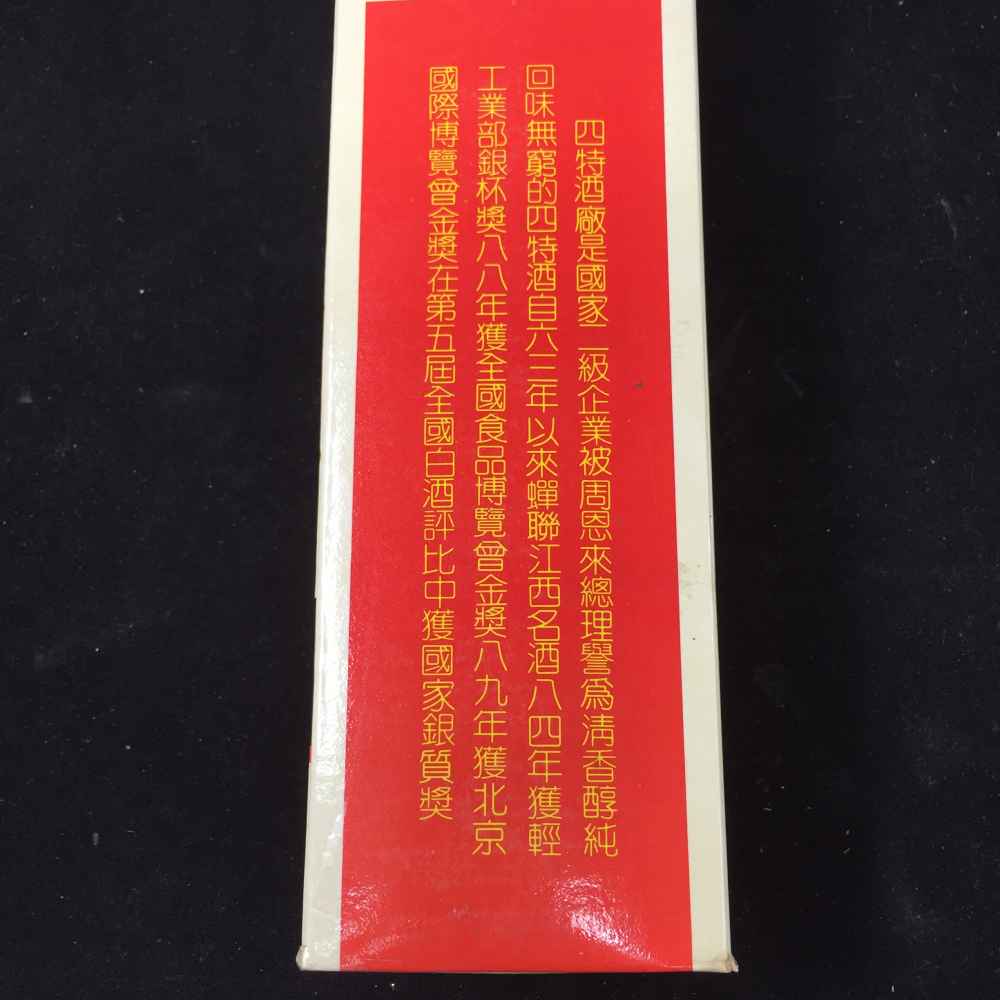 四特酒廠是國家二級企業被周恩來總理譽為清香醇純
回味無窮的四特酒自六三年以來蟬聯江西名酒八四年獲輕
工業部銀杯獎八八年獲全國食品博覽曾金獎八九年獲北京
國際博覽曾金獎在第五屆全國白酒評比中獲國家銀質獎